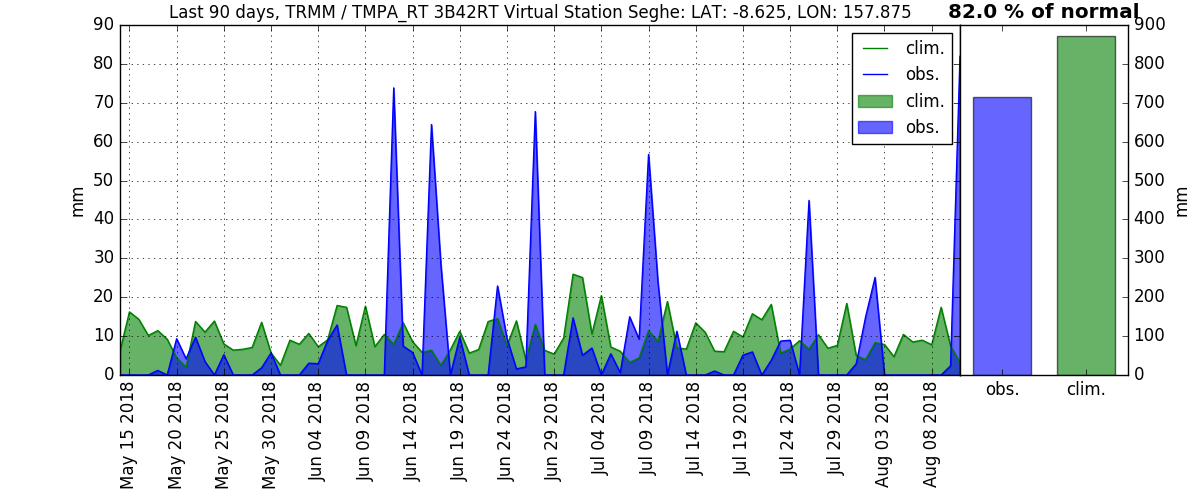 Last 90 days, TRMM / TMPA_RT 3B42RT Virtual Station Seghe: LAT: -8.625, LON: 157.875
82.0 % of normal
90
80
70
60
50
40
30
20
10
0
mm
clim.
obs.
clim.
obs.
900
800
700
600
500
400
300
200
100
0
mm
May 15 2018
May 20 2018
May 25 2018
May 30 2018
Jun 04 2018
Jun 09 2018
Jun 14 2018
Jun 19 2018
Jun 24 2018
Jun 29 2018
Jul 04 2018
Jul 09 2018
Jul 14 2018
Jul 19 2018
Jul 24 2018
Jul 29 2018
Aug 03 2018
Aug 08 2018
obs.
clim.